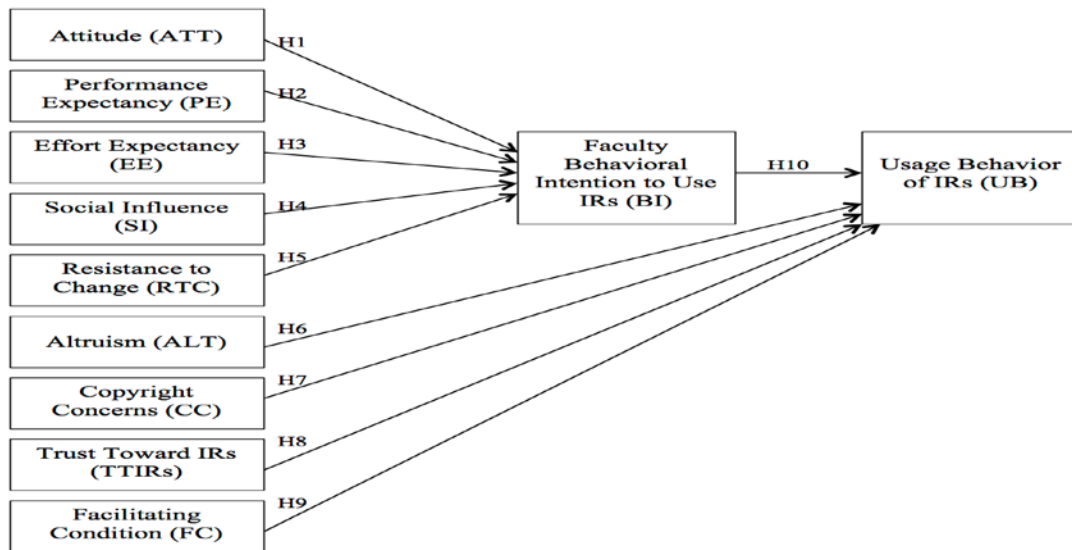 Attitude (ATT)
H1
Performance
Expectancy (PE)
H2
Effort Expectancy
(EE)
H3
Social Influence
(SI)
H4
Resistance to
Change (RTC)
H5
Altruism (ALT)
H6
Copyright
Concerns (CC)
H7
Trust Toward IRs
(TTIRs)
H8
Facilitating
Condition (FC)
H9
Faculty
Behavioral
Intention to Use
IRs (BI)
H10
Usage Behavior
of IRs (UB)